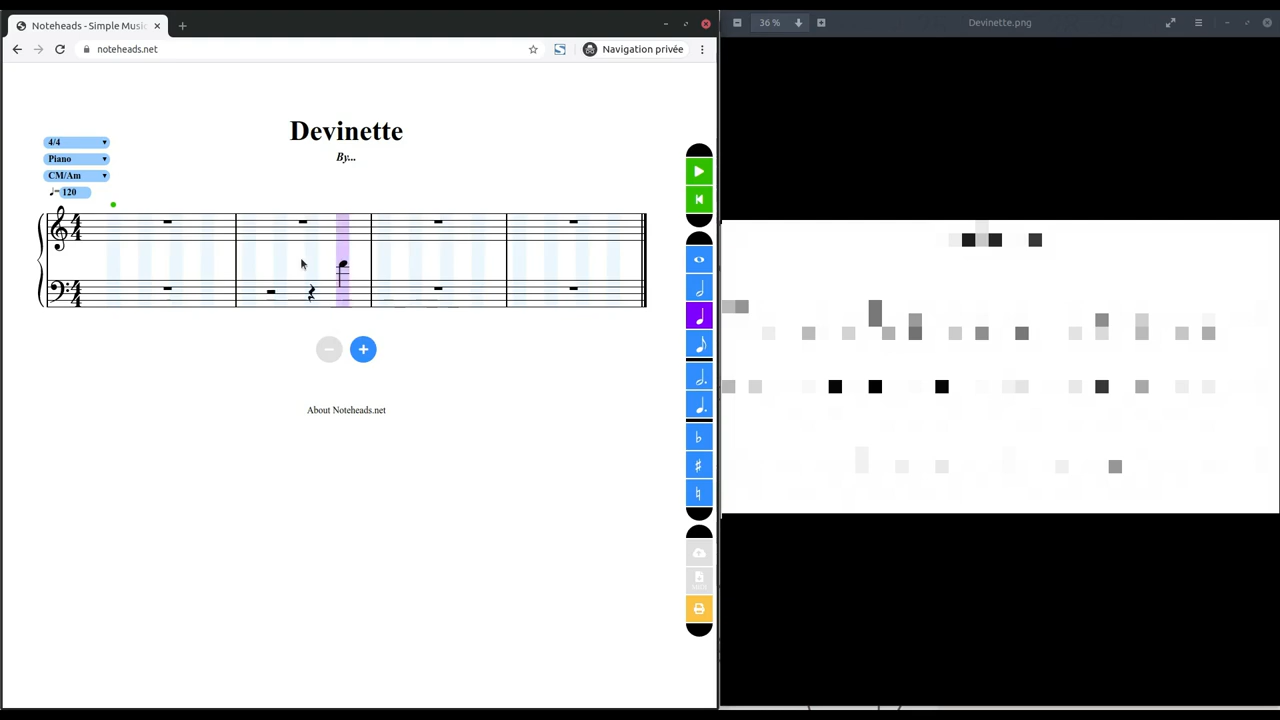 Noteheads - Simple Musi
noteheads.net
Navigation privée
36 %
Devinette.png
Devinette
By...
4/4
Piano
CM/Am
120
About Noteheads.net